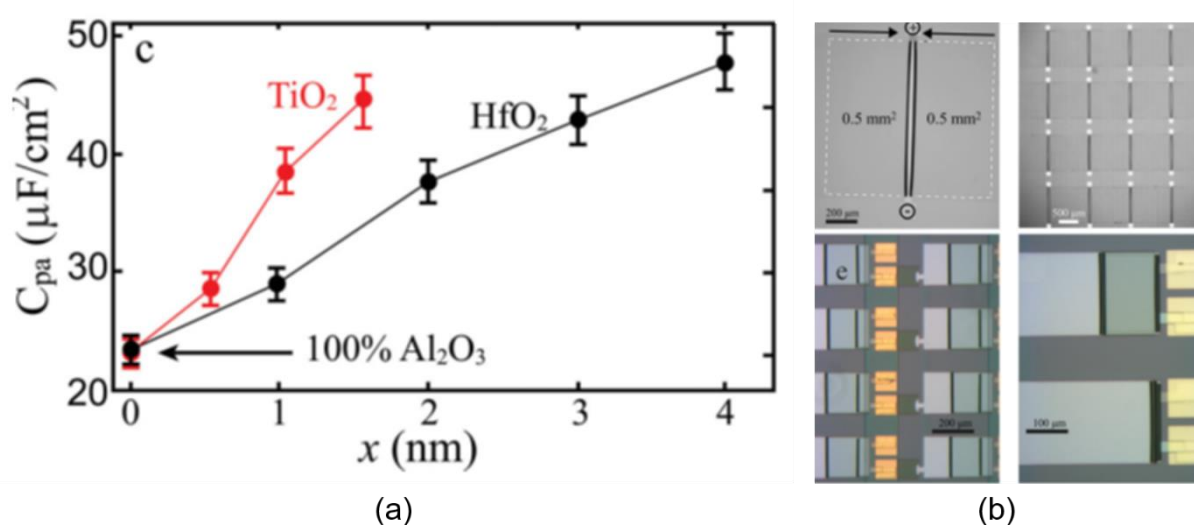 50
c
40
30
20
C_pa (μF/cm²)
TiO₂
HfO₂
100% Al₂O₃
0 1 2 3 4
x (nm)
(a)
+
0.5 mm² 0.5 mm²
200 μm
-
500 μm
e
200 μm
100 μm
(b)